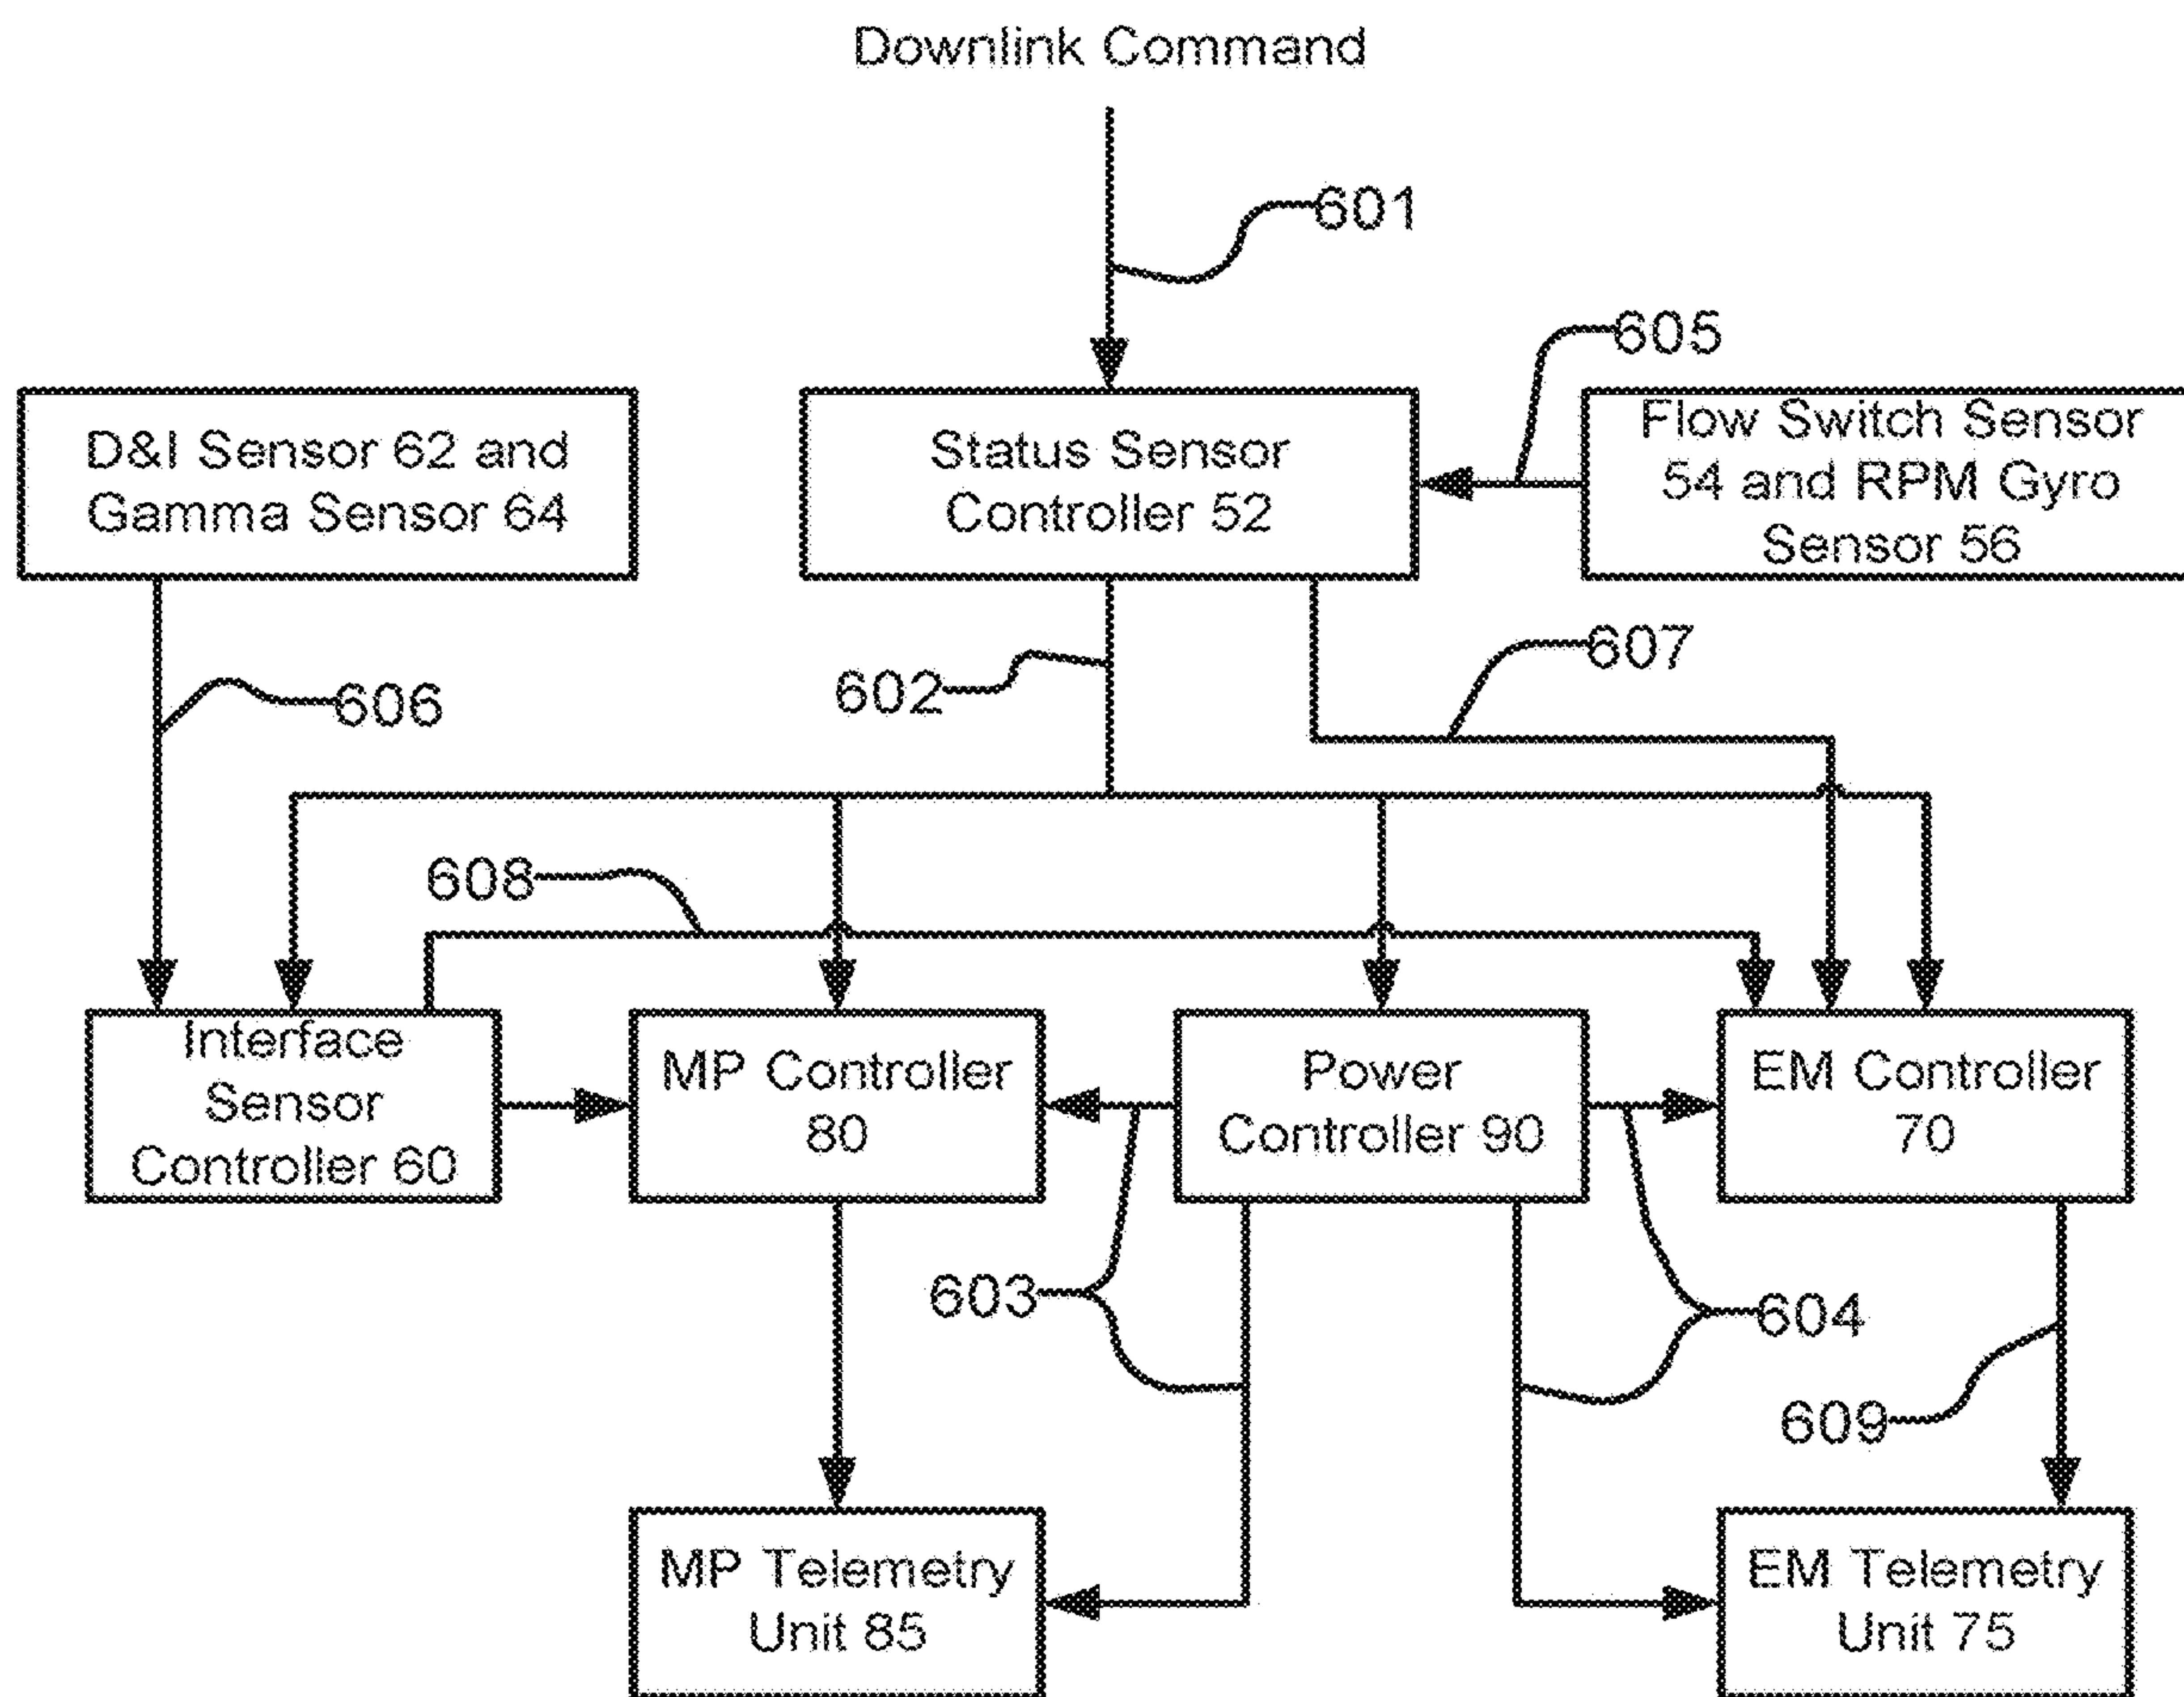 Downlink Command
601
605
D&I Sensor 62 and
Gamma Sensor 64
Status Sensor
Controller 52
Flow Switch Sensor
54 and RPM Gyro
Sensor 56
607
602
606
608
Interface
Sensor
Controller 60
MP Controller
80
Power
Controller 90
EM Controller
70
603
604
609
MP Telemetry
Unit 85
EM Telemetry
Unit 75